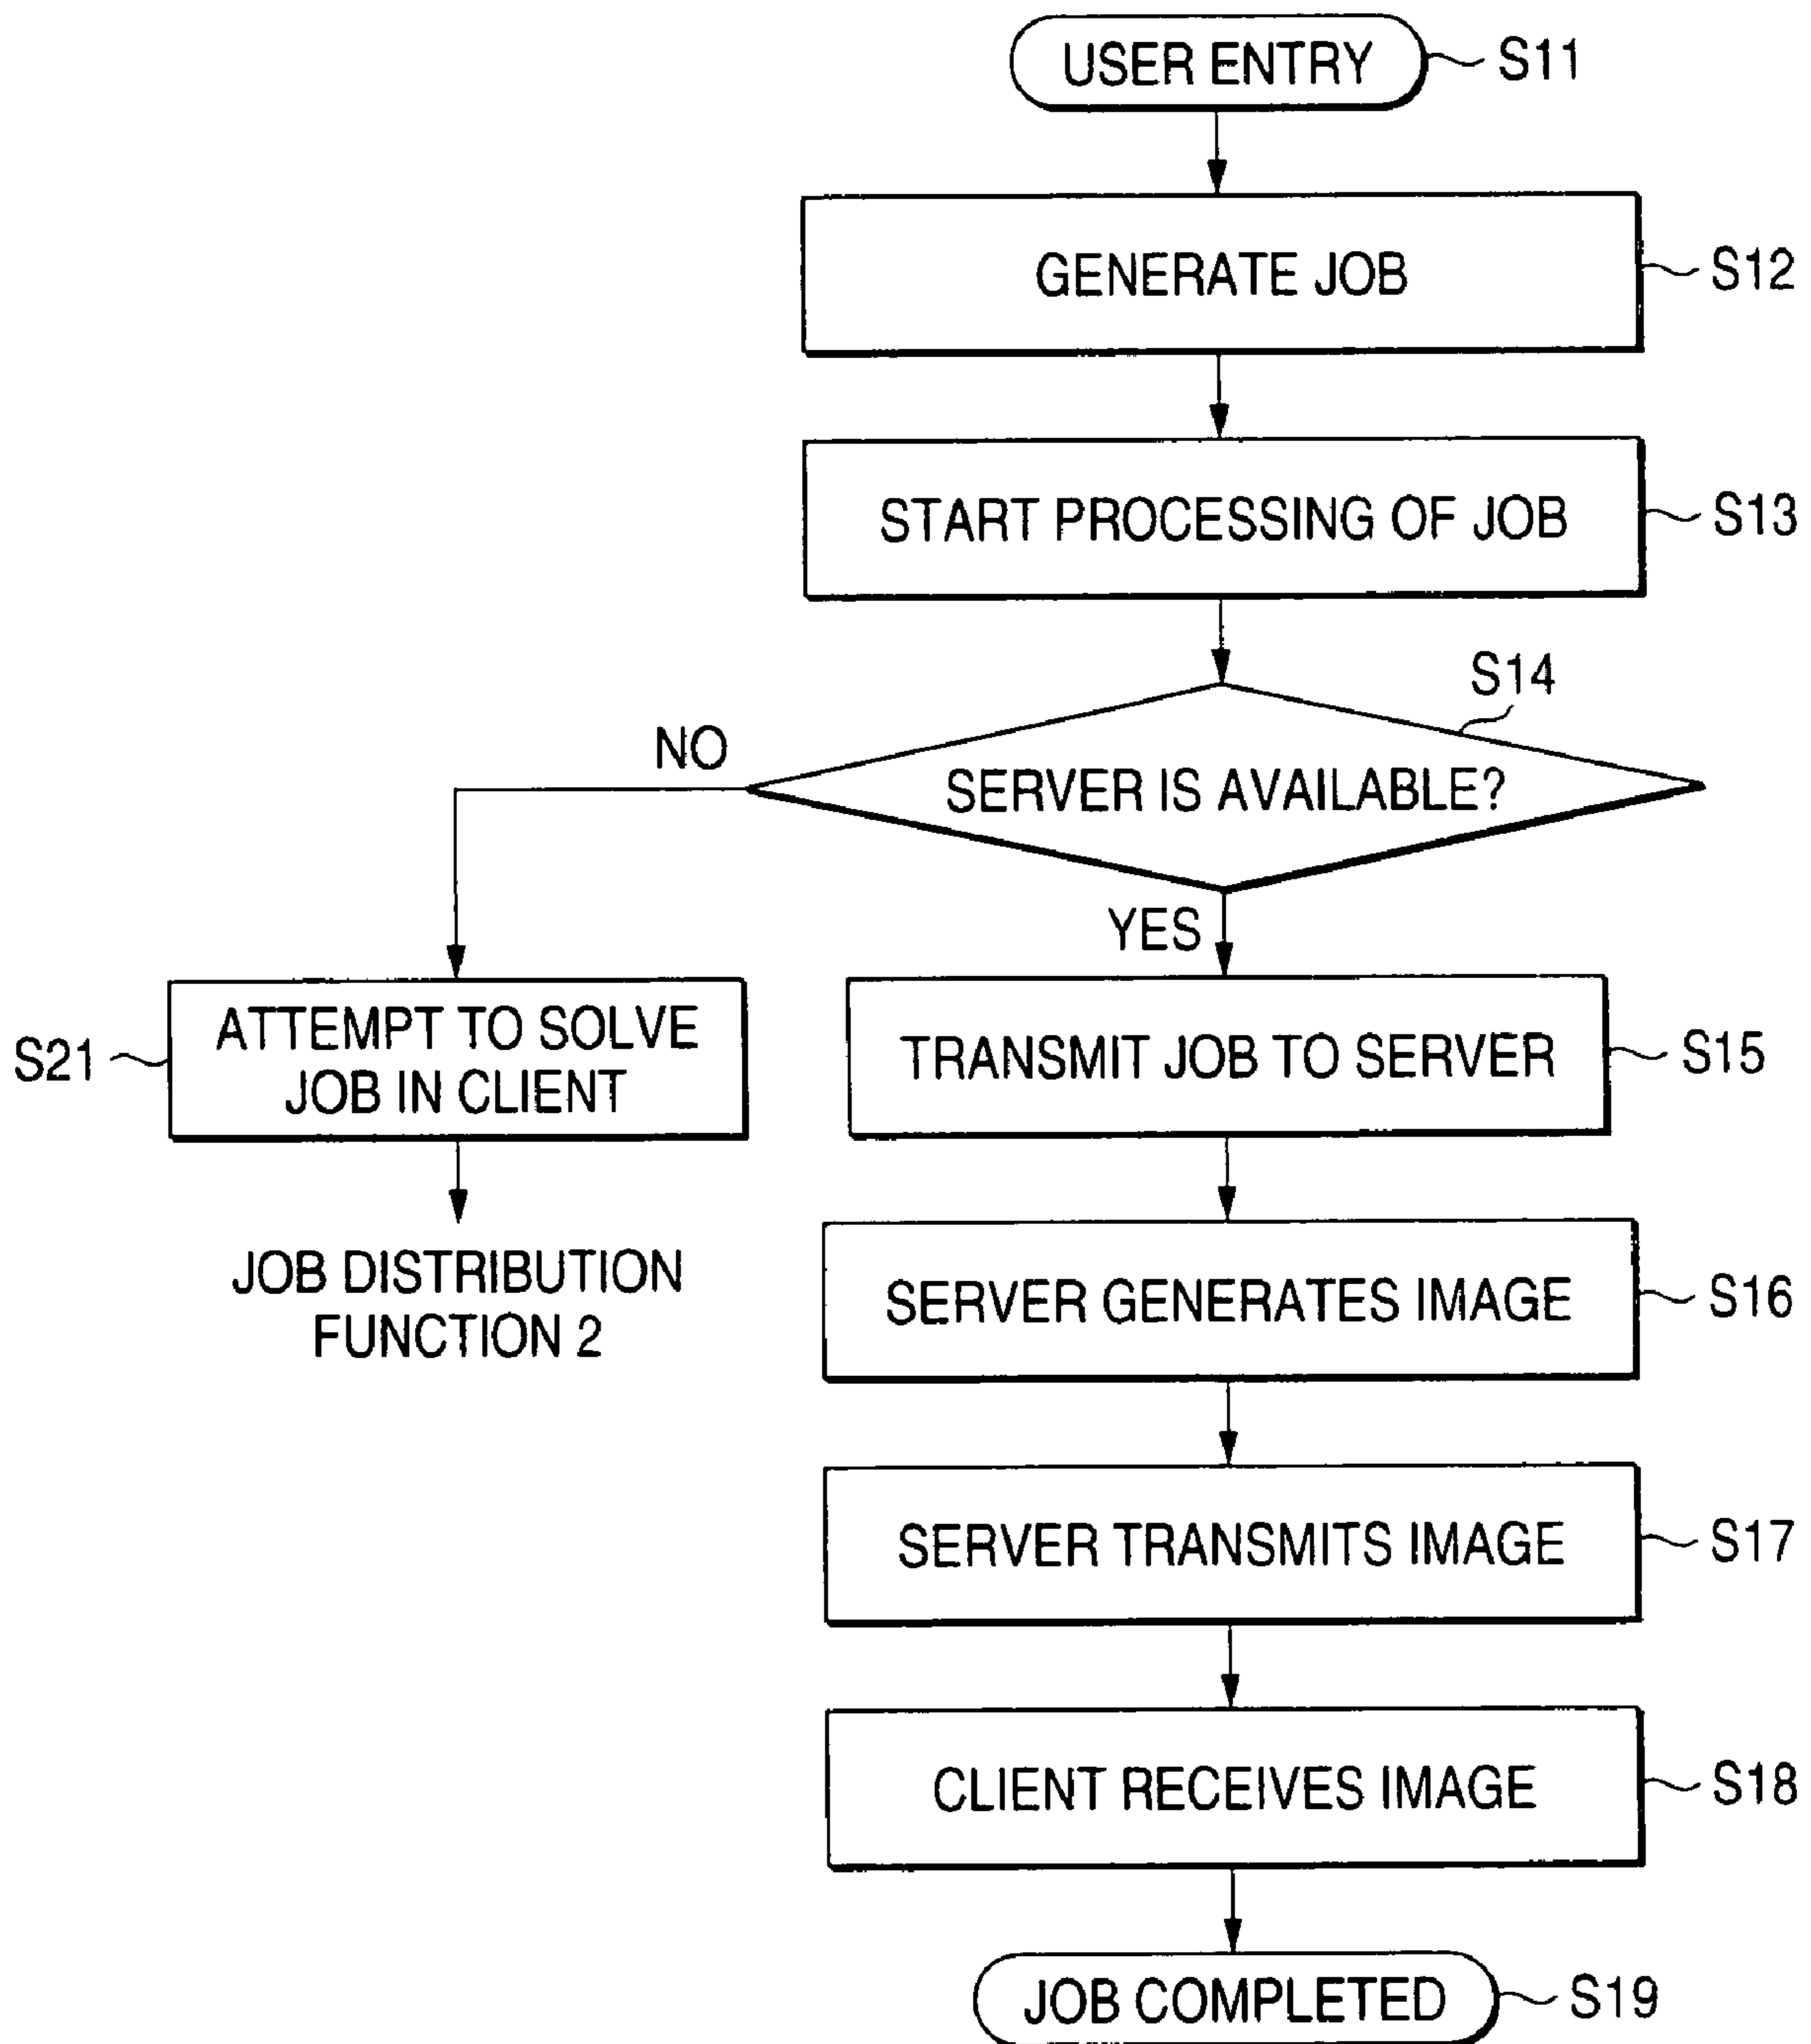 USER ENTRY
S11
GENERATE JOB
S12
START PROCESSING OF JOB
S13
S14
SERVER IS AVAILABLE?
NO
YES
S21
ATTEMPT TO SOLVE
JOB IN CLIENT
JOB DISTRIBUTION
FUNCTION 2
TRANSMIT JOB TO SERVER
S15
SERVER GENERATES IMAGE
S16
SERVER TRANSMITS IMAGE
S17
CLIENT RECEIVES IMAGE
S18
JOB COMPLETED
S19